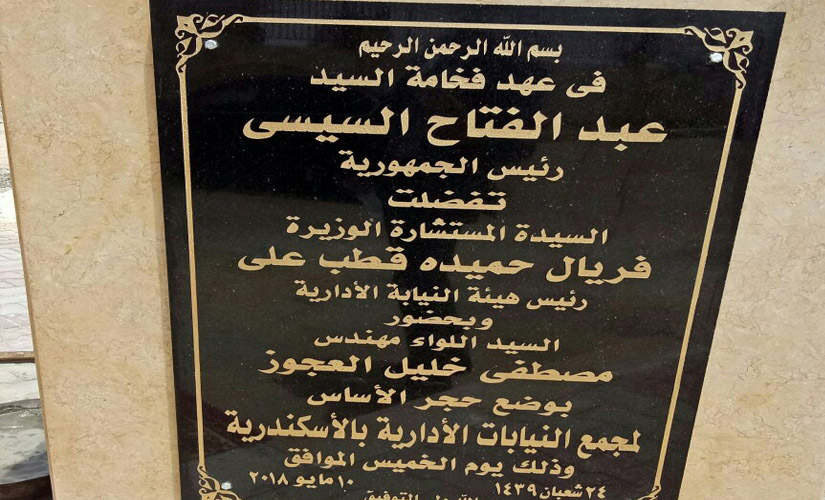 بسم الله الرحمن الرحيم
فى عهد فخامة السيد
عبد الفتاح السيسى
رئيس الجمهورية
تفضلت
السيدة المستشارة الوزيرة
فريال حميده قطب على
رئيس هيئة النيابة الأدارية
وبحضور
السيد اللواء مهندس
مصطفى خليل العجوز
بوضع حجر الأساس
لمجمع النيابات الأدارية بالأسكندرية
وذلك يوم الخميس الموافق
٢٤ شعبان ١٤٣٩ ١٠ مايو ٢٠١٨
التوفيق